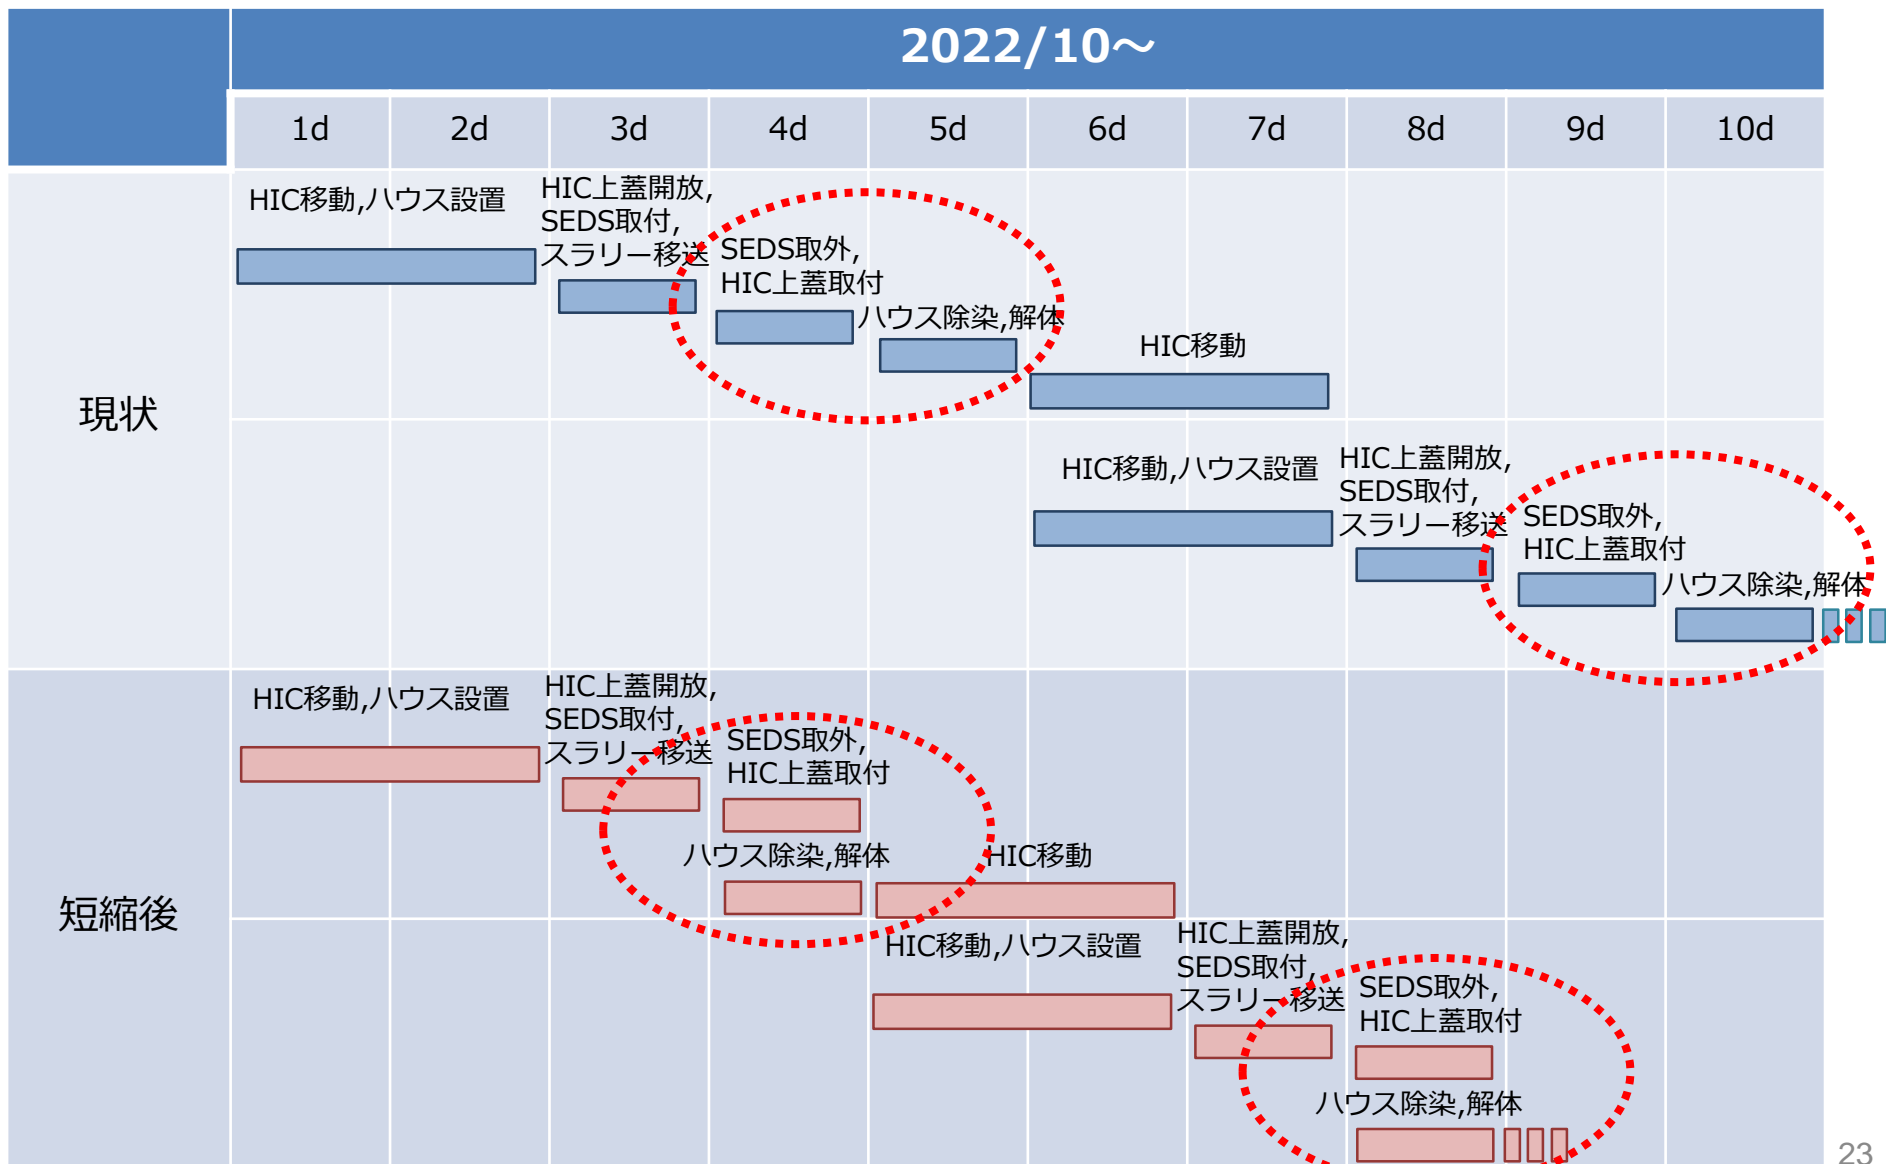 2022/10～
1d 2d 3d 4d 5d 6d 7d 8d 9d 10d
現状
HIC移動,ハウス設置
HIC上蓋開放,
SEDS取付,
スラリー移送
SEDS取外,
HIC上蓋取付
ハウス除染,解体
HIC移動
HIC移動,ハウス設置
HIC上蓋開放,
SEDS取付,
スラリー移送
SEDS取外,
HIC上蓋取付
ハウス除染,解体
短縮後
HIC移動,ハウス設置
HIC上蓋開放,
SEDS取付,
スラリー移送
SEDS取外,
HIC上蓋取付
ハウス除染,解体
HIC移動
HIC移動,ハウス設置
HIC上蓋開放,
SEDS取付,
スラリー移送
SEDS取外,
HIC上蓋取付
ハウス除染,解体
23